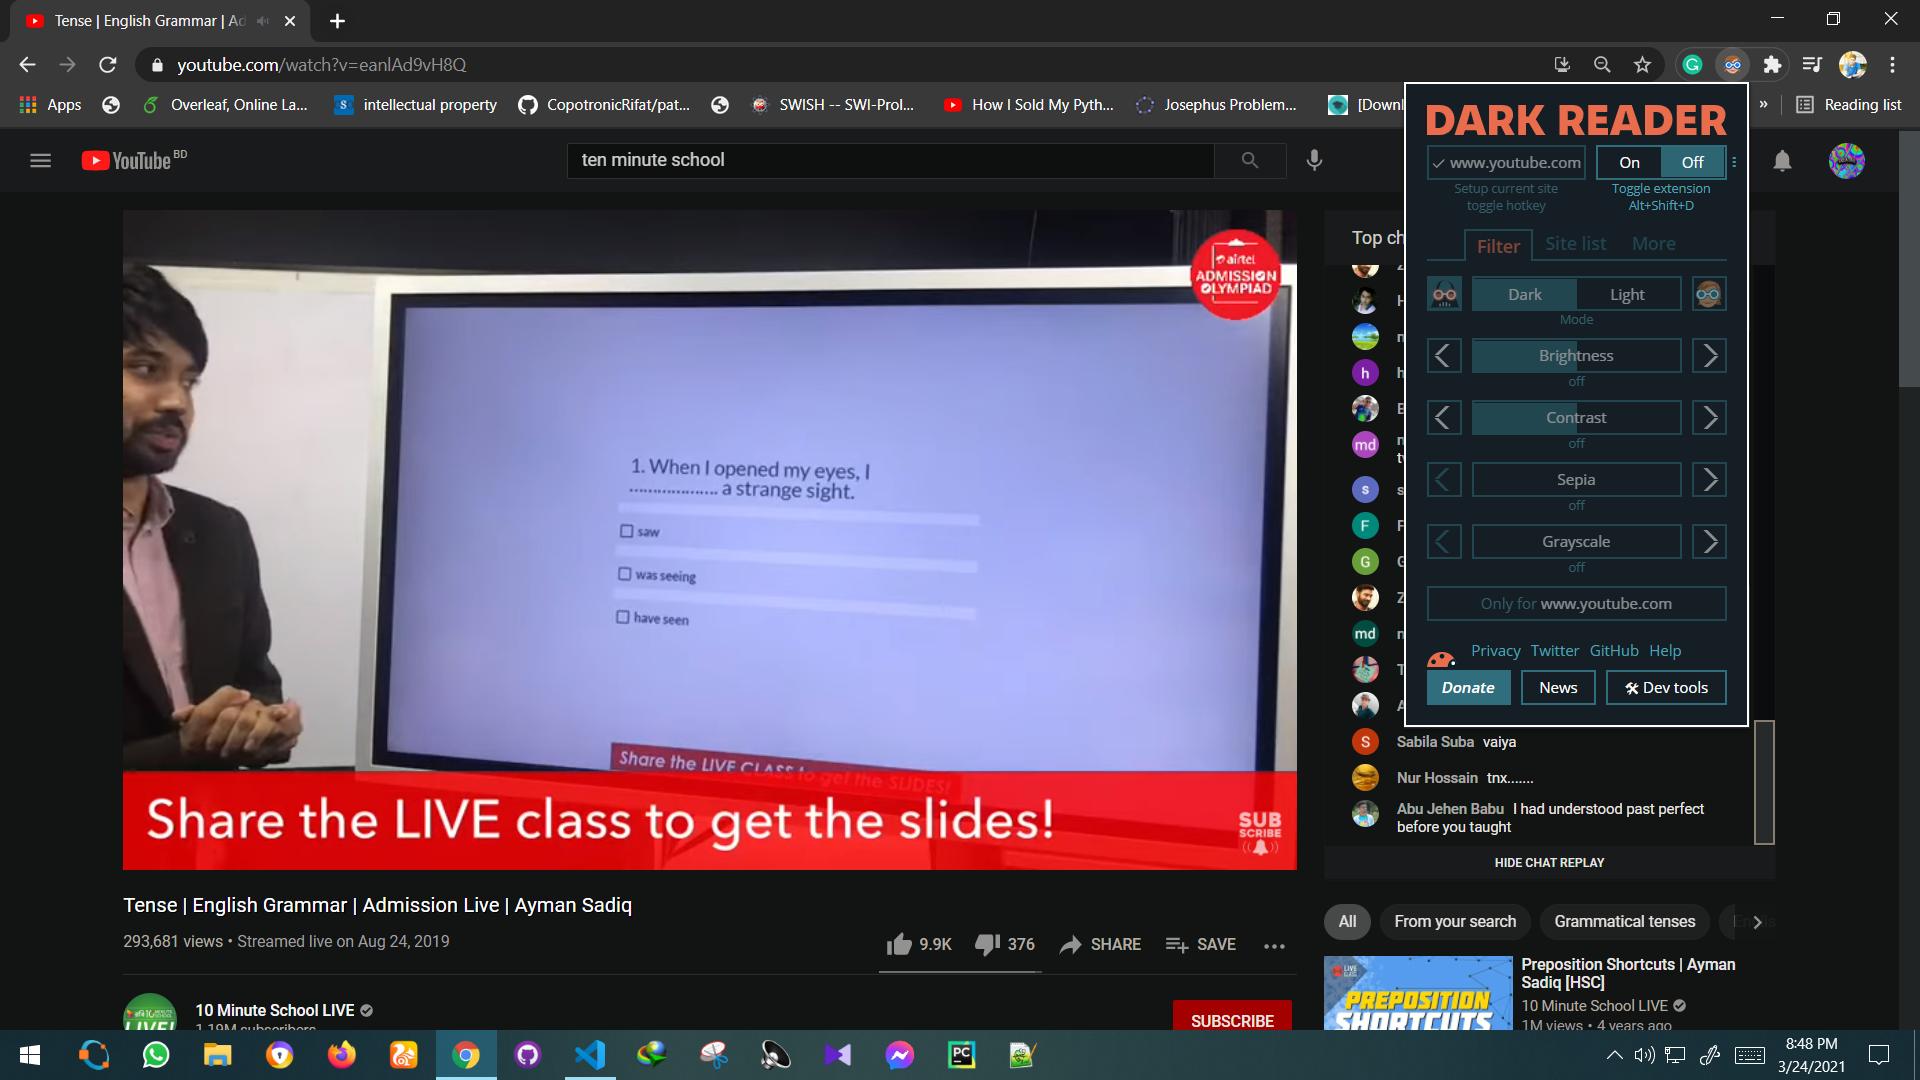 Tense | English Grammar | Ad
youtube.com/watch?v=eanlAd9vH8Q
Apps
Overleaf, Online La...
intellectual property
CopotronicRifat/pat...
SWISH -- SWI-Prol...
How I Sold My Pyth...
Josephus Problem...
[Downl
»
Reading list
YouTube BD
ten minute school
DARK READER
www.youtube.com
On Off
Setup current site
toggle hotkey
Toggle extension
Alt+Shift+D
Filter Site list More
Dark Light
Mode
Brightness
off
Contrast
off
Sepia
off
Grayscale
off
Only for www.youtube.com
Privacy Twitter GitHub Help
Donate News Dev tools
airtel
ADMISSION
OLYMPIAD
1. When I opened my eyes, I
................... a strange sight.
saw
was seeing
have seen
Share the LIVE CLASS to get the SLIDES!
Share the LIVE class to get the slides!
SUB
SCRIBE
Top ch
h
md
s
F
G
Z
md
S Sabila Suba vaiya
Nur Hossain tnx.......
Abu Jehen Babu I had understood past perfect
before you taught
HIDE CHAT REPLAY
Tense | English Grammar | Admission Live | Ayman Sadiq
293,681 views • Streamed live on Aug 24, 2019
9.9K 376 SHARE SAVE
10 Minute School LIVE
1.19M subscribers
SUBSCRIBE
All From your search Grammatical tenses
LIVE CLASS
PREPOSITION
SHORTCUTS
Preposition Shortcuts | Ayman
Sadiq [HSC]
10 Minute School LIVE
1M views • 4 years ago
PC
8:48 PM
3/24/2021